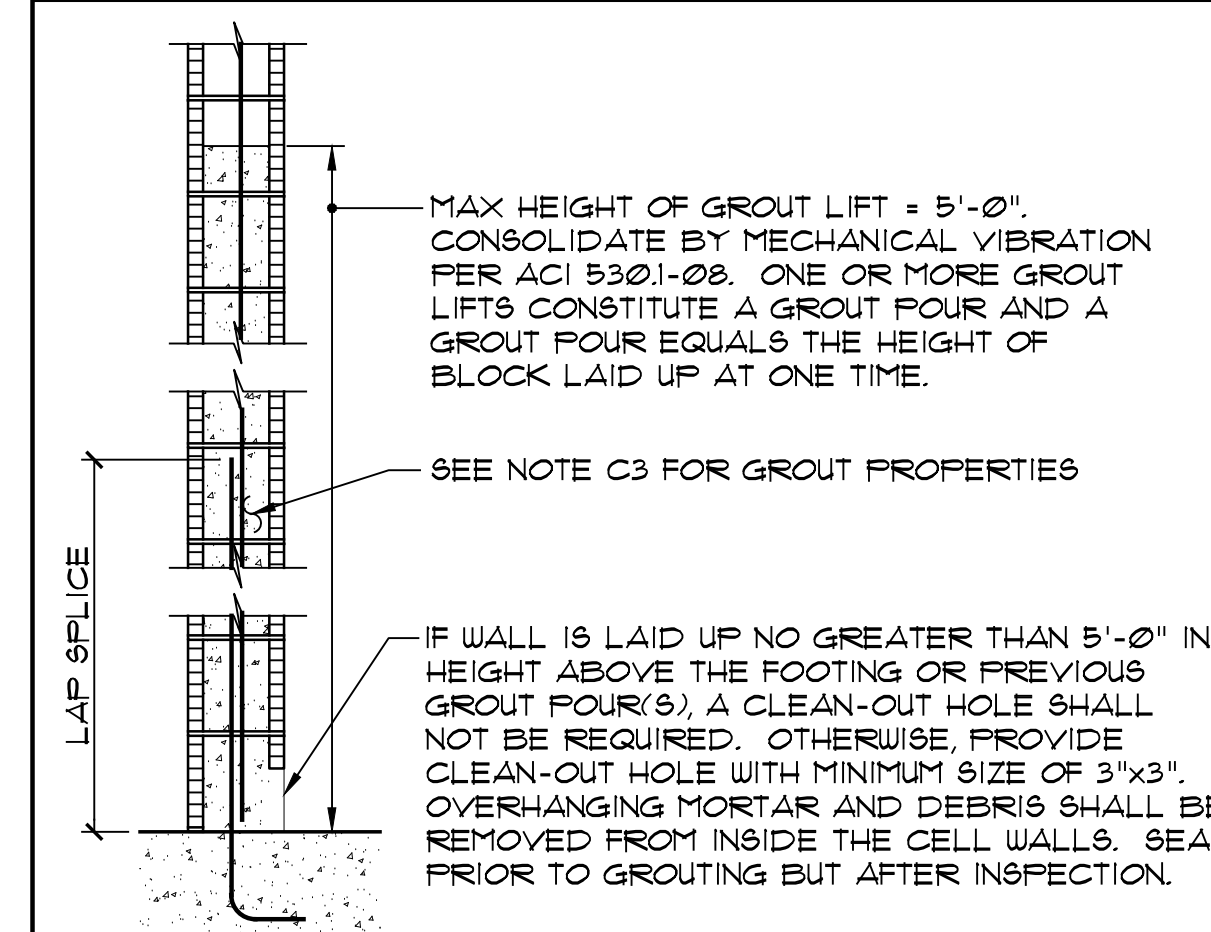 MAX HEIGHT OF GROUT LIFT = 5'-0".
CONSOLIDATE BY MECHANICAL VIBRATION
PER ACI 530.1-08. ONE OR MORE GROUT
LIFTS CONSTITUTE A GROUT POUR AND A
GROUT POUR EQUALS THE HEIGHT OF
BLOCK LAID UP AT ONE TIME.
SEE NOTE C3 FOR GROUT PROPERTIES
LAP SPLICE
IF WALL IS LAID UP NO GREATER THAN 5'-0" IN
HEIGHT ABOVE THE FOOTING OR PREVIOUS
GROUT POUR(S), A CLEAN-OUT HOLE SHALL
NOT BE REQUIRED. OTHERWISE, PROVIDE
CLEAN-OUT HOLE WITH MINIMUM SIZE OF 3"x3".
OVERHANGING MORTAR AND DEBRIS SHALL BE
REMOVED FROM INSIDE THE CELL WALLS. SEA
PRIOR TO GROUTING BUT AFTER INSPECTION.